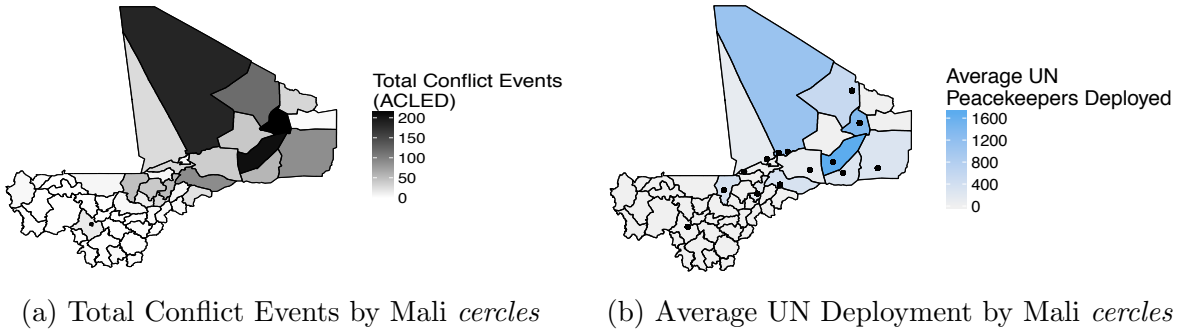 Total Conflict Events
(ACLED)
200
150
100
50
0
Average UN
Peacekeepers Deployed
1600
1200
800
400
0
(a) Total Conflict Events by Mali cercles
(b) Average UN Deployment by Mali cercles